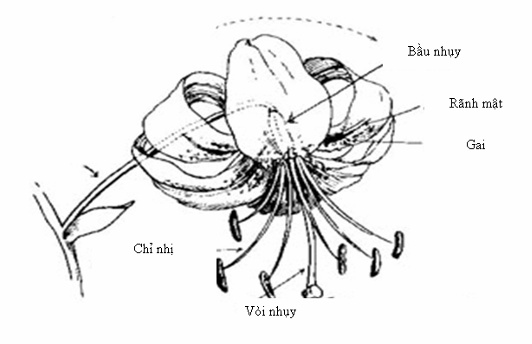 Bầu nhụy
Rãnh mật
Gai
Chỉ nhị
Vòi nhụy